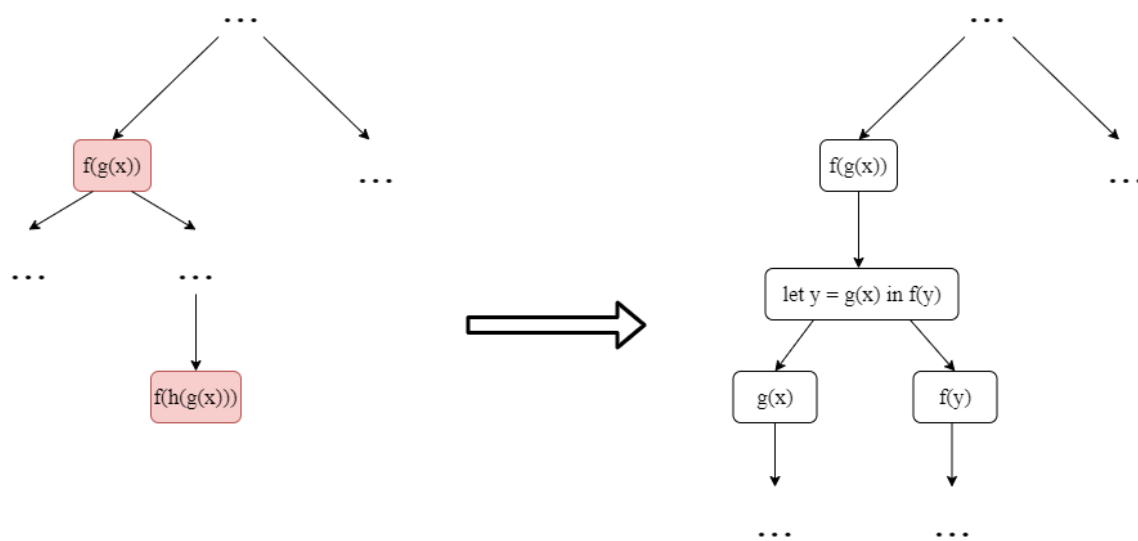 ...
...
f(g(x))
f(g(x))
...
...
...
...
let y = g(x) in f(y)
f(h(g(x)))
g(x)
f(y)
...
...